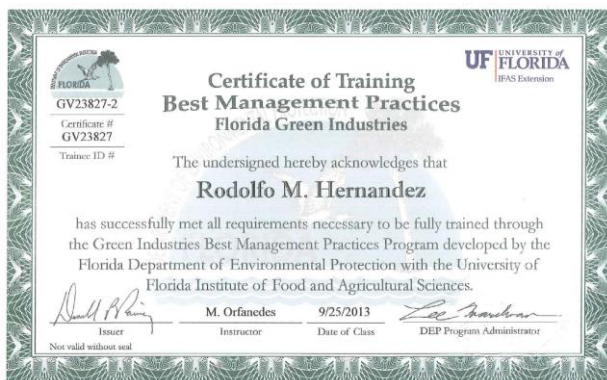 FLORIDA
GV23827-2
Certificate #
GV23827
Trainee ID #
UF UNIVERSITY of
FLORIDA
IFAS Extension
Certificate of Training
Best Management Practices
Florida Green Industries
The undersigned hereby acknowledges that
Rodolfo M. Hernandez
has successfully met all requirements necessary to be fully trained through
the Green Industries Best Management Practices Program developed by the
Florida Department of Environmental Protection with the University of
Florida Institute of Food and Agricultural Sciences.
M. Orfanedes 9/25/2013
Issuer Instructor Date of Class DEP Program Administrator
Not valid without seal